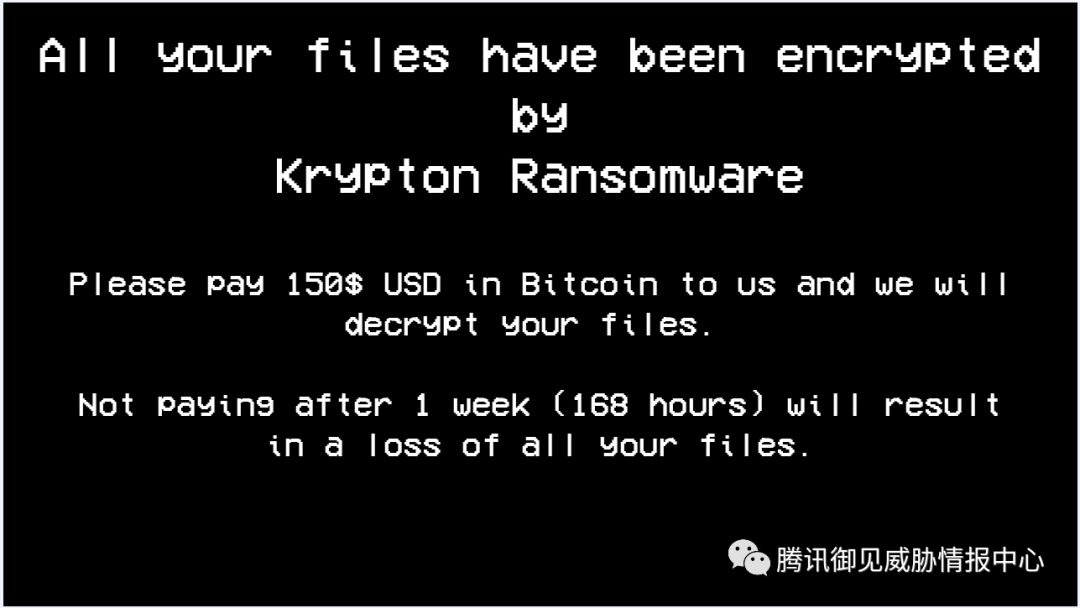 All your files have been encrypted
by
Krypton Ransomware
Please pay 150$ USD in Bitcoin to us and we will
decrypt your files.
Not paying after 1 week (168 hours) will result
in a loss of all your files.
腾讯御见威胁情报中心